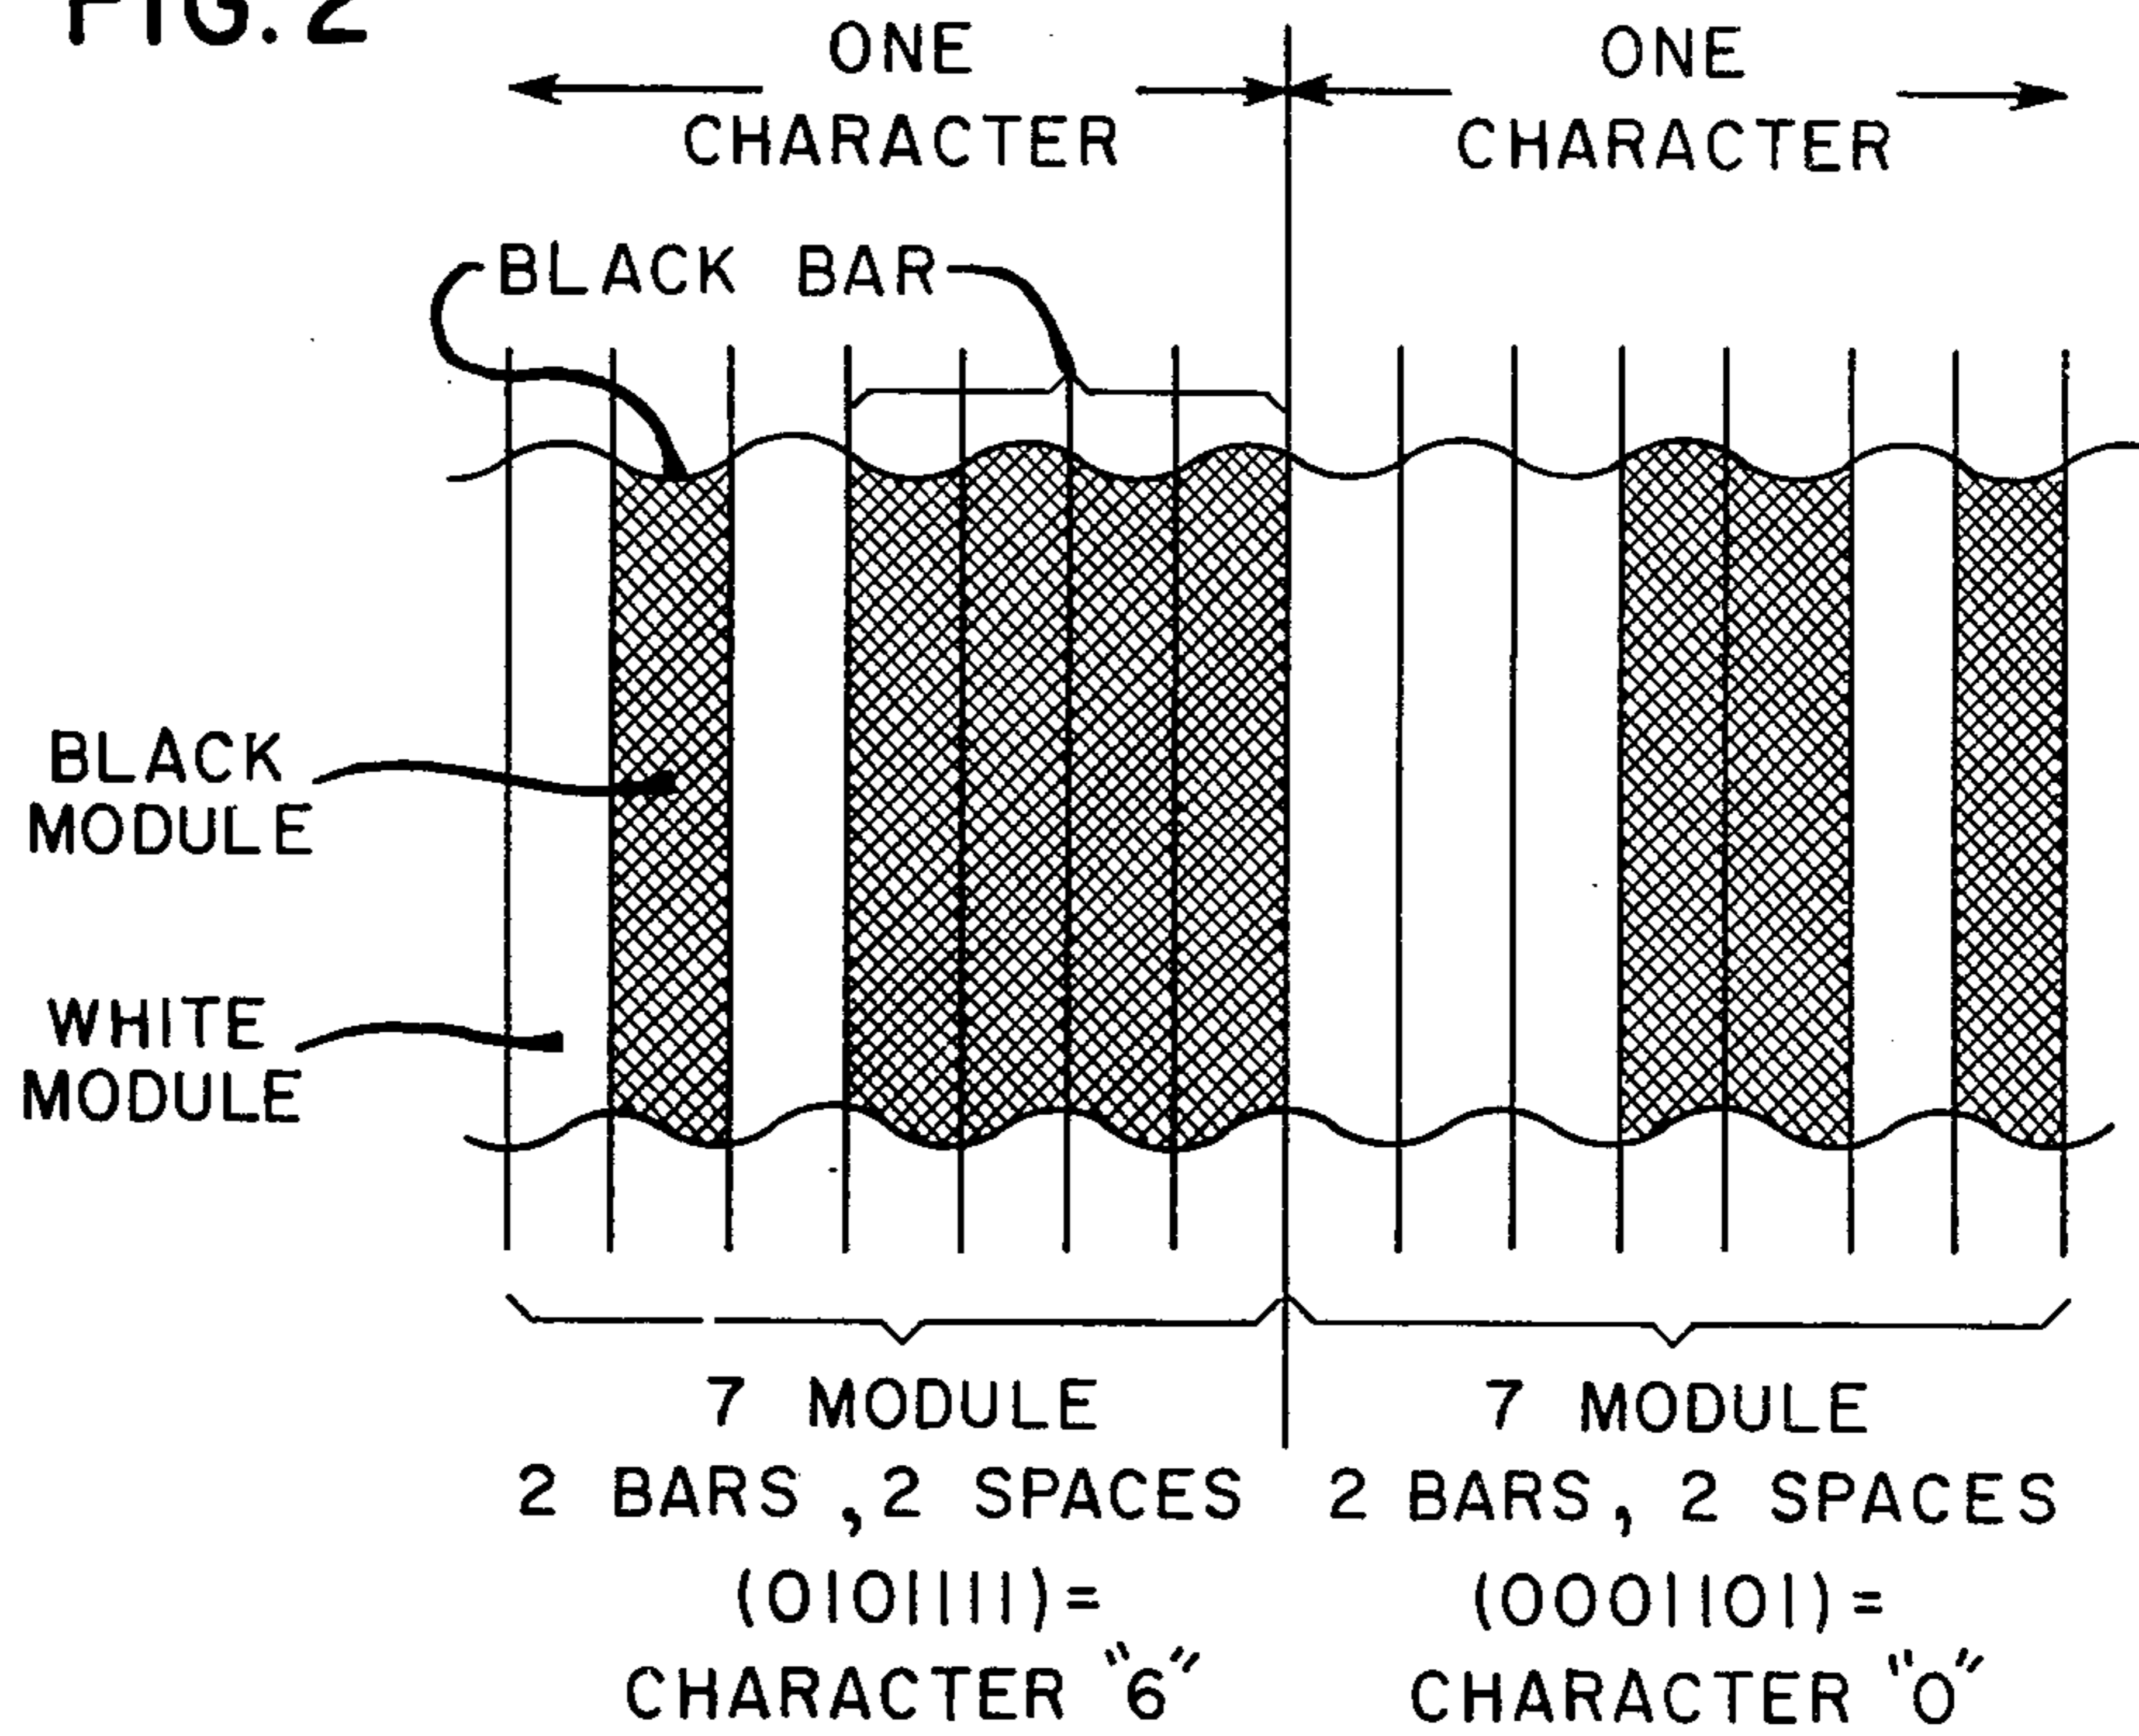 FIG. 2
ONE
CHARACTER
ONE
CHARACTER
BLACK BAR
BLACK
MODULE
WHITE
MODULE
7 MODULE
2 BARS, 2 SPACES
(0101111)=
CHARACTER "6"
7 MODULE
2 BARS, 2 SPACES
(0001101)=
CHARACTER "0"